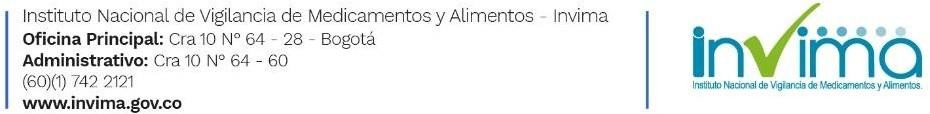 Instituto Nacional de Vigilancia de Medicamentos y Alimentos - Invima
Oficina Principal: Cra 10 N° 64 - 28 - Bogotá
Administrativo: Cra 10 N° 64 - 60
(60)(1) 742 2121
www.invima.gov.co
invima
Instituto Nacional de Vigilancia de Medicamentos y Alimentos.